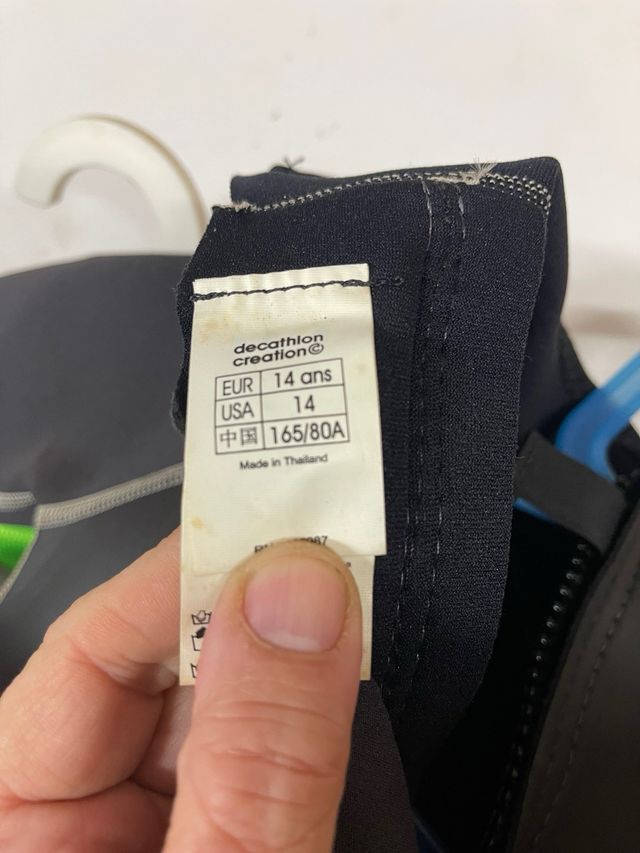 decathlon
creation©
EUR 14 ans
USA 14
中国 165/80A
Made in Thailand